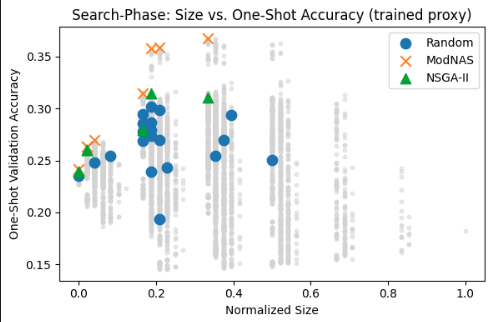 Search-Phase: Size vs. One-Shot Accuracy (trained proxy)
Random
ModNAS
NSGA-II
One-Shot Validation Accuracy
0.35
0.30
0.25
0.20
0.15
0.0 0.2 0.4 0.6 0.8 1.0
Normalized Size